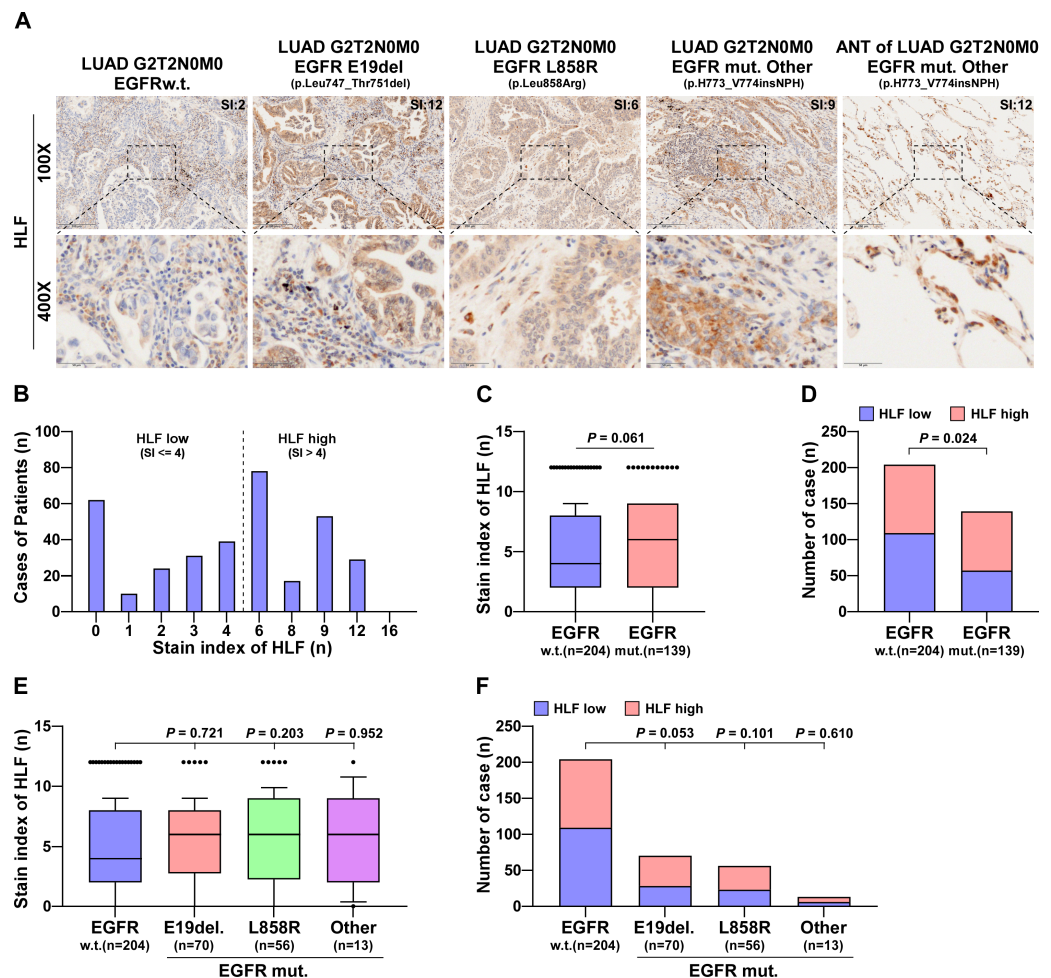 A
LUAD G2T2N0M0
EGFRw.t.
LUAD G2T2N0M0
EGFR E19del
(p.Leu747_Thr751del)
LUAD G2T2N0M0
EGFR L858R
(p.Leu858Arg)
LUAD G2T2N0M0
EGFR mut. Other
(p.H773_V774insNPH)
ANT of LUAD G2T2N0M0
EGFR mut. Other
(p.H773_V774insNPH)
HLF
100X
SI:2
SI:12
SI:6
SI:9
SI:12
400X
B
Cases of Patients (n)
100
80
60
40
20
0
HLF low
(SI <= 4)
HLF high
(SI > 4)
0 1 2 3 4 6 8 9 12 16
Stain index of HLF (n)
C
Stain index of HLF (n)
15
10
5
0
P = 0.061
EGFR EGFR
w.t.(n=204) mut.(n=139)
D
HLF low HLF high
Number of case (n)
250
200
150
100
50
0
P = 0.024
EGFR EGFR
w.t.(n=204) mut.(n=139)
E
Stain index of HLF (n)
15
10
5
0
P = 0.721 P = 0.203 P = 0.952
EGFR E19del. L858R Other
w.t.(n=204) (n=70) (n=56) (n=13)
EGFR mut.
F
HLF low HLF high
Number of case (n)
250
200
150
100
50
0
P = 0.053 P = 0.101 P = 0.610
EGFR E19del. L858R Other
w.t.(n=204) (n=70) (n=56) (n=13)
EGFR mut.